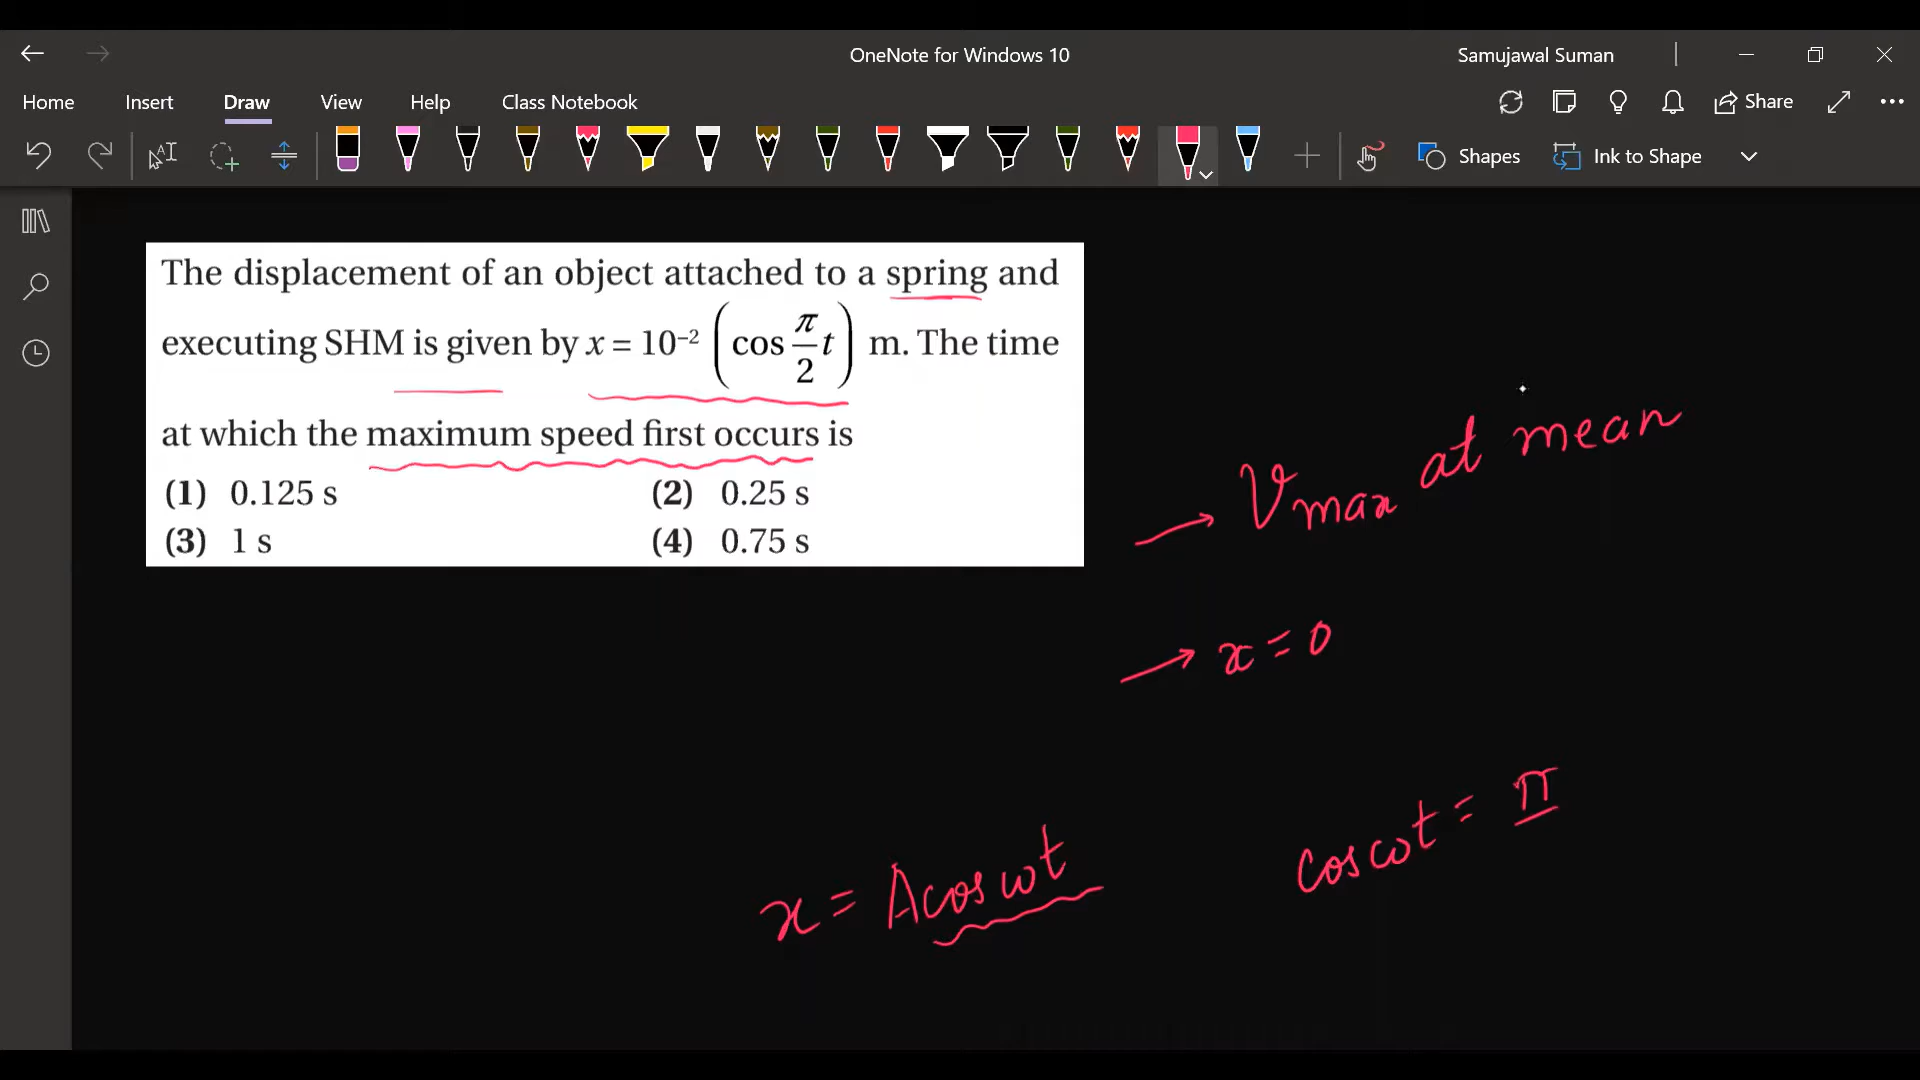 OneNote for Windows 10
Samujawal Suman
Home Insert Draw View Help Class Notebook
Share
Shapes Ink to Shape
The displacement of an object attached to a spring and
executing SHM is given by x = 10⁻² (cos π/2 t) m. The time
at which the maximum speed first occurs is
(1) 0.125 s (2) 0.25 s
(3) 1 s (4) 0.75 s
→ Vmax at mean
→ x = 0
x = A cos ωt
cos ωt = π